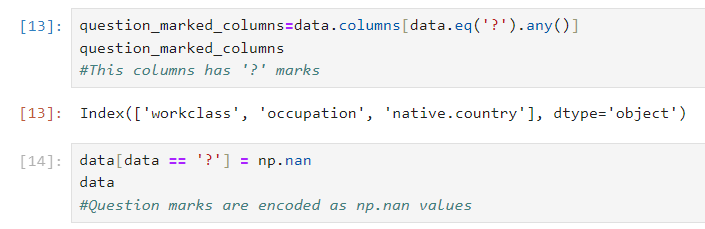 [13]: question_marked_columns=data.columns[data.eq('?').any()]
question_marked_columns
#This columns has '?' marks
[13]: Index(['workclass', 'occupation', 'native.country'], dtype='object')
[14]: data[data == '?'] = np.nan
data
#Question marks are encoded as np.nan values